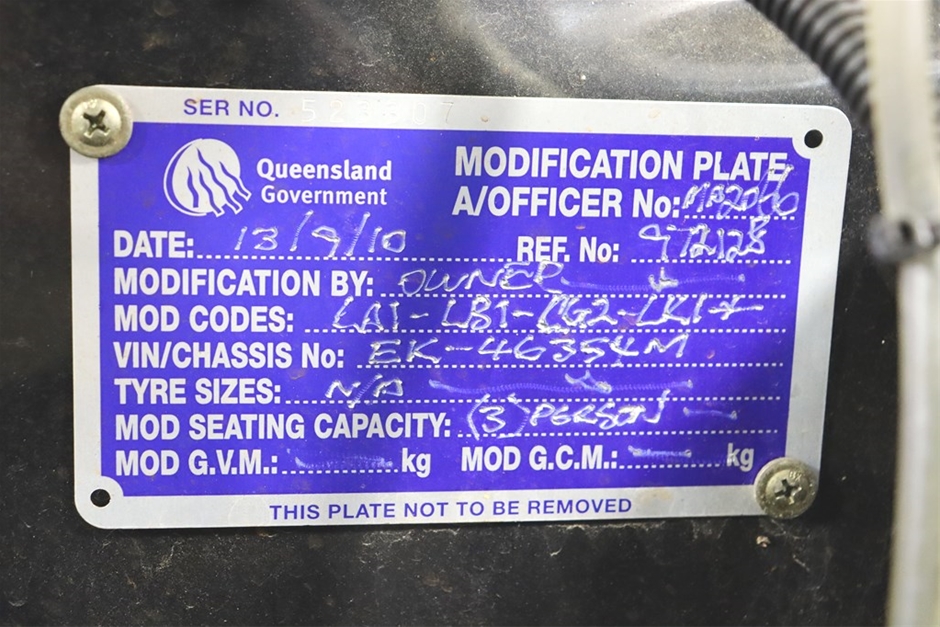 SER NO.
Queensland
Government
MODIFICATION PLATE
A/OFFICER No:
DATE: 13/9/10 REF. No: 972128
MODIFICATION BY: OWNER
MOD CODES: LA1-LB1-LG2-LK1
VIN/CHASSIS No: EK-46354M
TYRE SIZES: N/A
MOD SEATING CAPACITY: (3) PERSON
MOD G.V.M.: kg MOD G.C.M.: kg
THIS PLATE NOT TO BE REMOVED